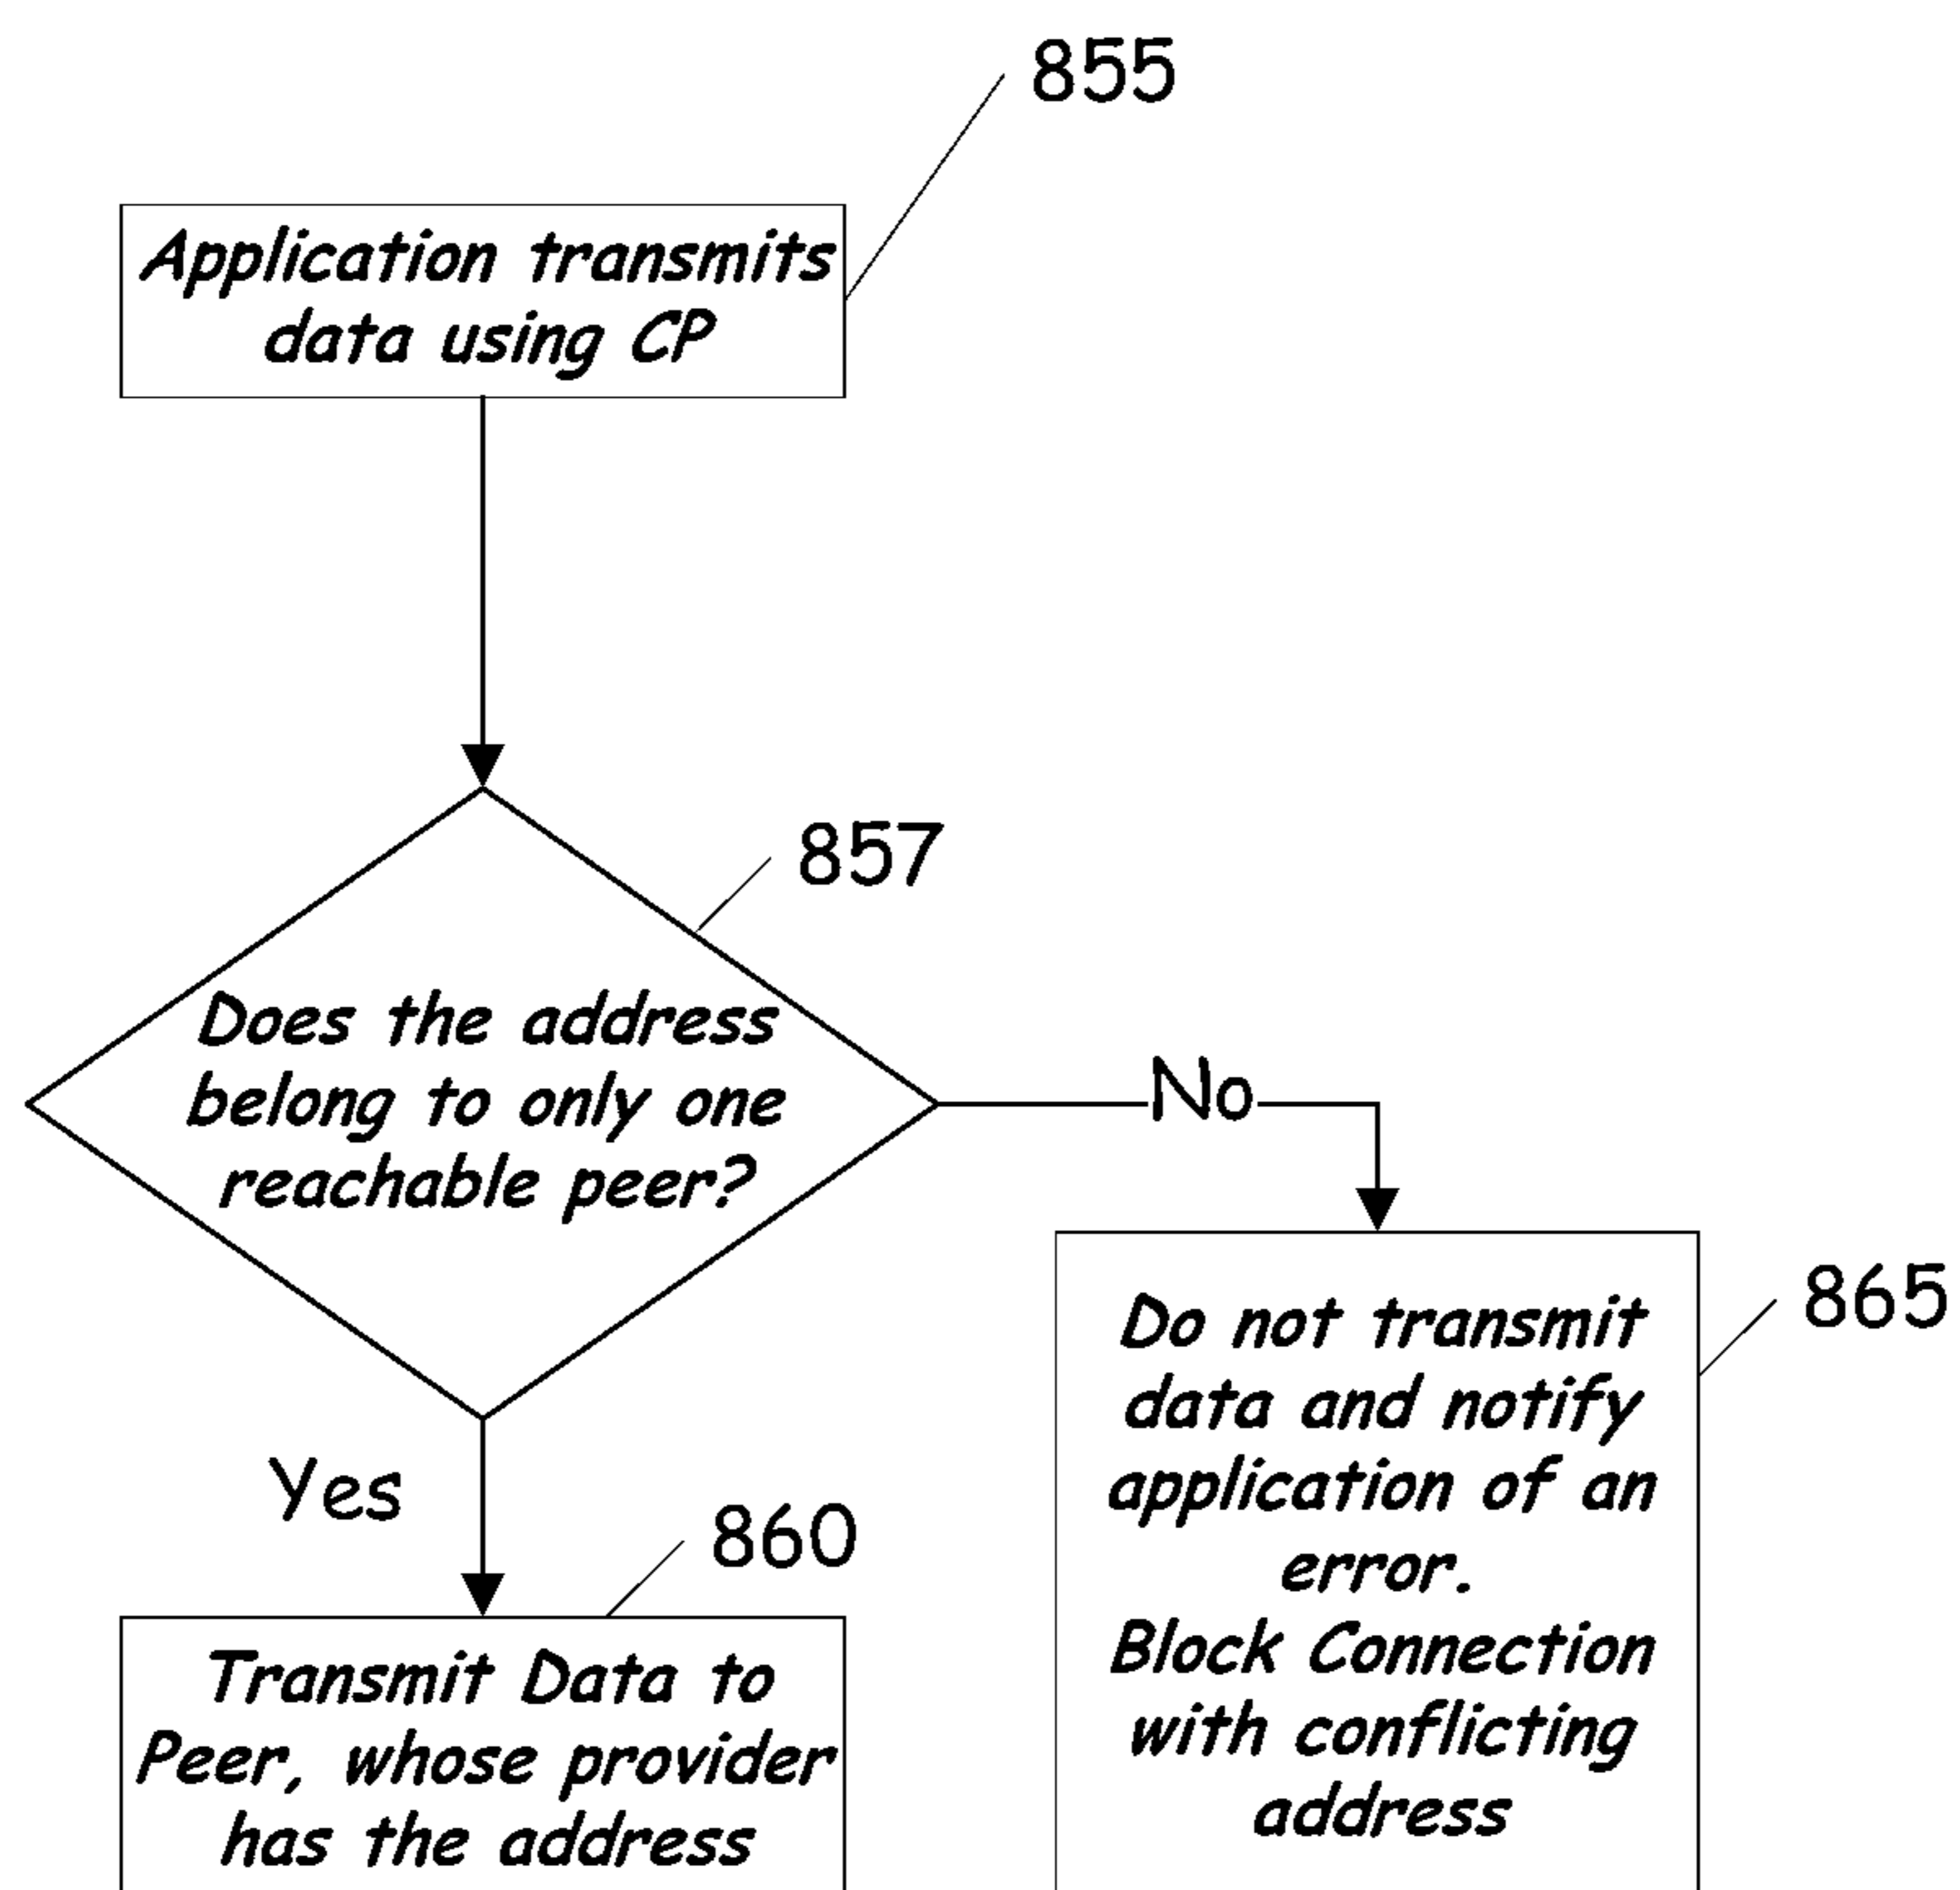 855
Application transmits
data using CP
857
Does the address
belong to only one
reachable peer?
No
865
Do not transmit
data and notify
application of an
error.
Block Connection
with conflicting
address
Yes
860
Transmit Data to
Peer, whose provider
has the address